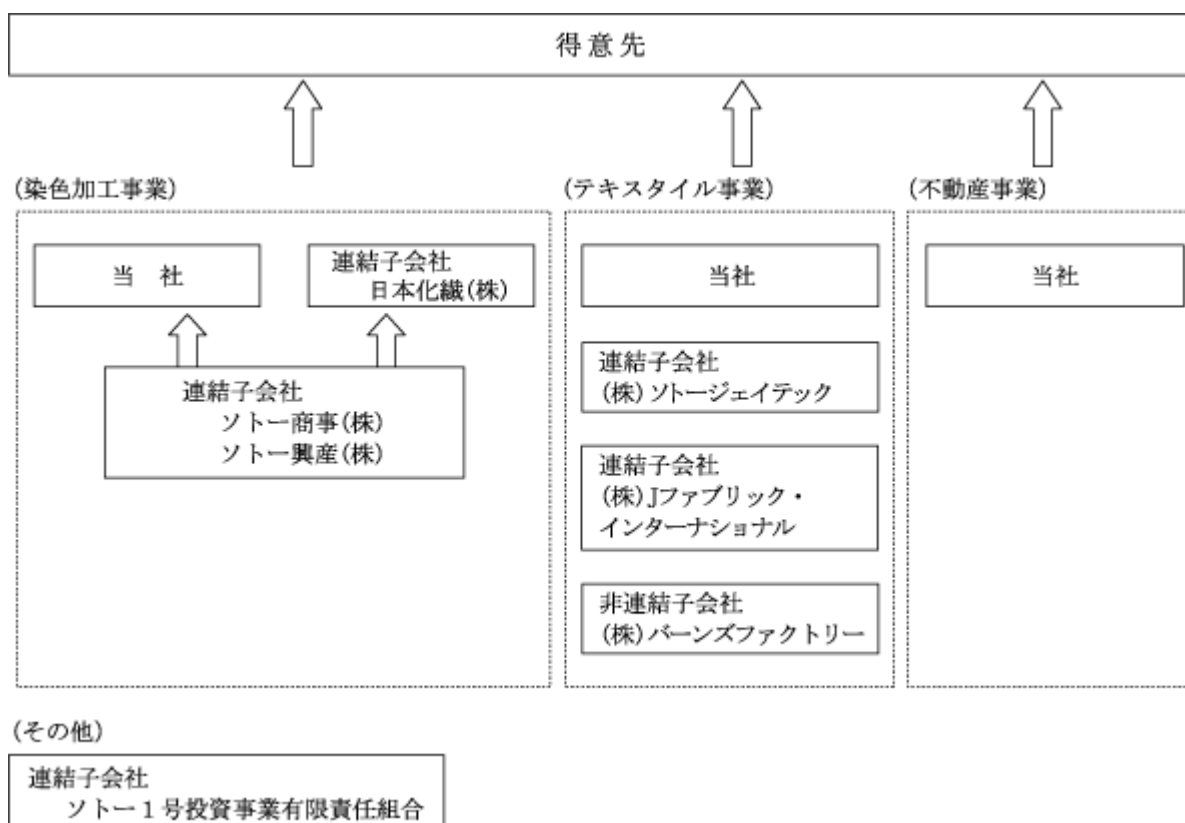 得意先
(染色加工事業)
(テキスタイル事業)
(不動産事業)
当　社
連結子会社
日本化繊(株)
連結子会社
ソトー商事(株)
ソトー興産(株)
当社
連結子会社
(株)ソトージェイテック
連結子会社
(株)Jファブリック・
インターナショナル
非連結子会社
(株)バーンズファクトリー
当社
(その他)
連結子会社
ソトー１号投資事業有限責任組合